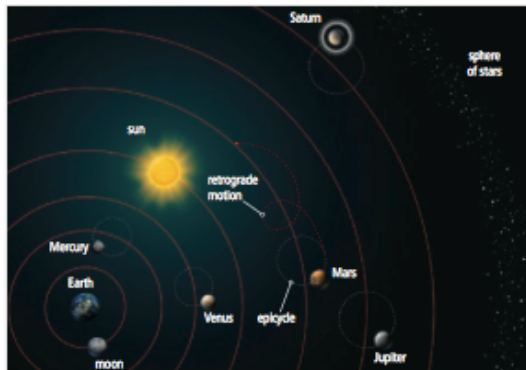 Saturn
sphere
of stars
sun
retrograde
motion
Mercury
Earth
Mars
Venus
epicycle
moon
Jupiter